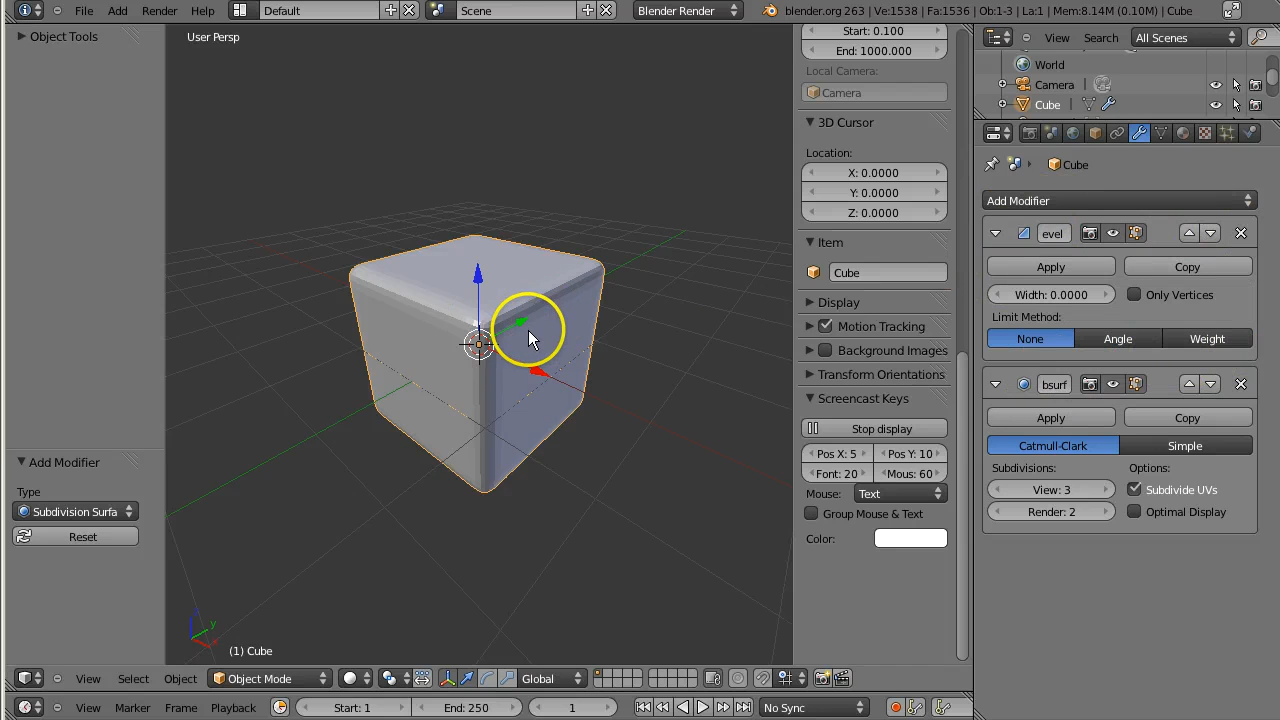 File Add Render Help Default Scene Blender Render blender.org 263 | Ve:1538 | Fa:1536 | Ob:1-3 | La:1 | Mem:8.14M (0.10M) | Cube
Object Tools
User Persp
Start: 0.100
End: 1000.000
Local Camera:
Camera
3D Cursor
Location:
X: 0.0000
Y: 0.0000
Z: 0.0000
Item
Cube
Display
Motion Tracking
Background Images
Transform Orientations
Screencast Keys
Stop display
Pos X: 5 Pos Y: 10
Font: 20 Mous: 60
Mouse: Text
Group Mouse & Text
Color:
View Search All Scenes
World
Camera
Cube
Cube
Add Modifier
evel
Apply Copy
Width: 0.0000 Only Vertices
Limit Method:
None Angle Weight
bsurf
Apply Copy
Catmull-Clark Simple
Subdivisions: Options:
View: 3 Subdivide UVs
Render: 2 Optimal Display
Add Modifier
Type
Subdivision Surfa
Reset
z
y
x
(1) Cube
View Select Object Object Mode Global
View Marker Frame Playback Start: 1 End: 250 1 No Sync